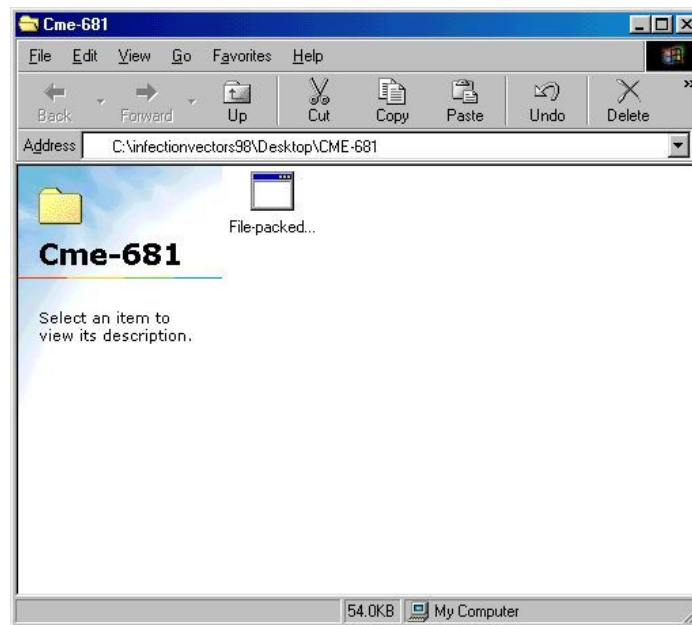 Cme-681
File Edit View Go Favorites Help
Back Forward Up Cut Copy Paste Undo Delete »
Address C:\infectionvectors98\Desktop\CME-681
File-packed...
Cme-681
Select an item to
view its description.
54.0KB My Computer